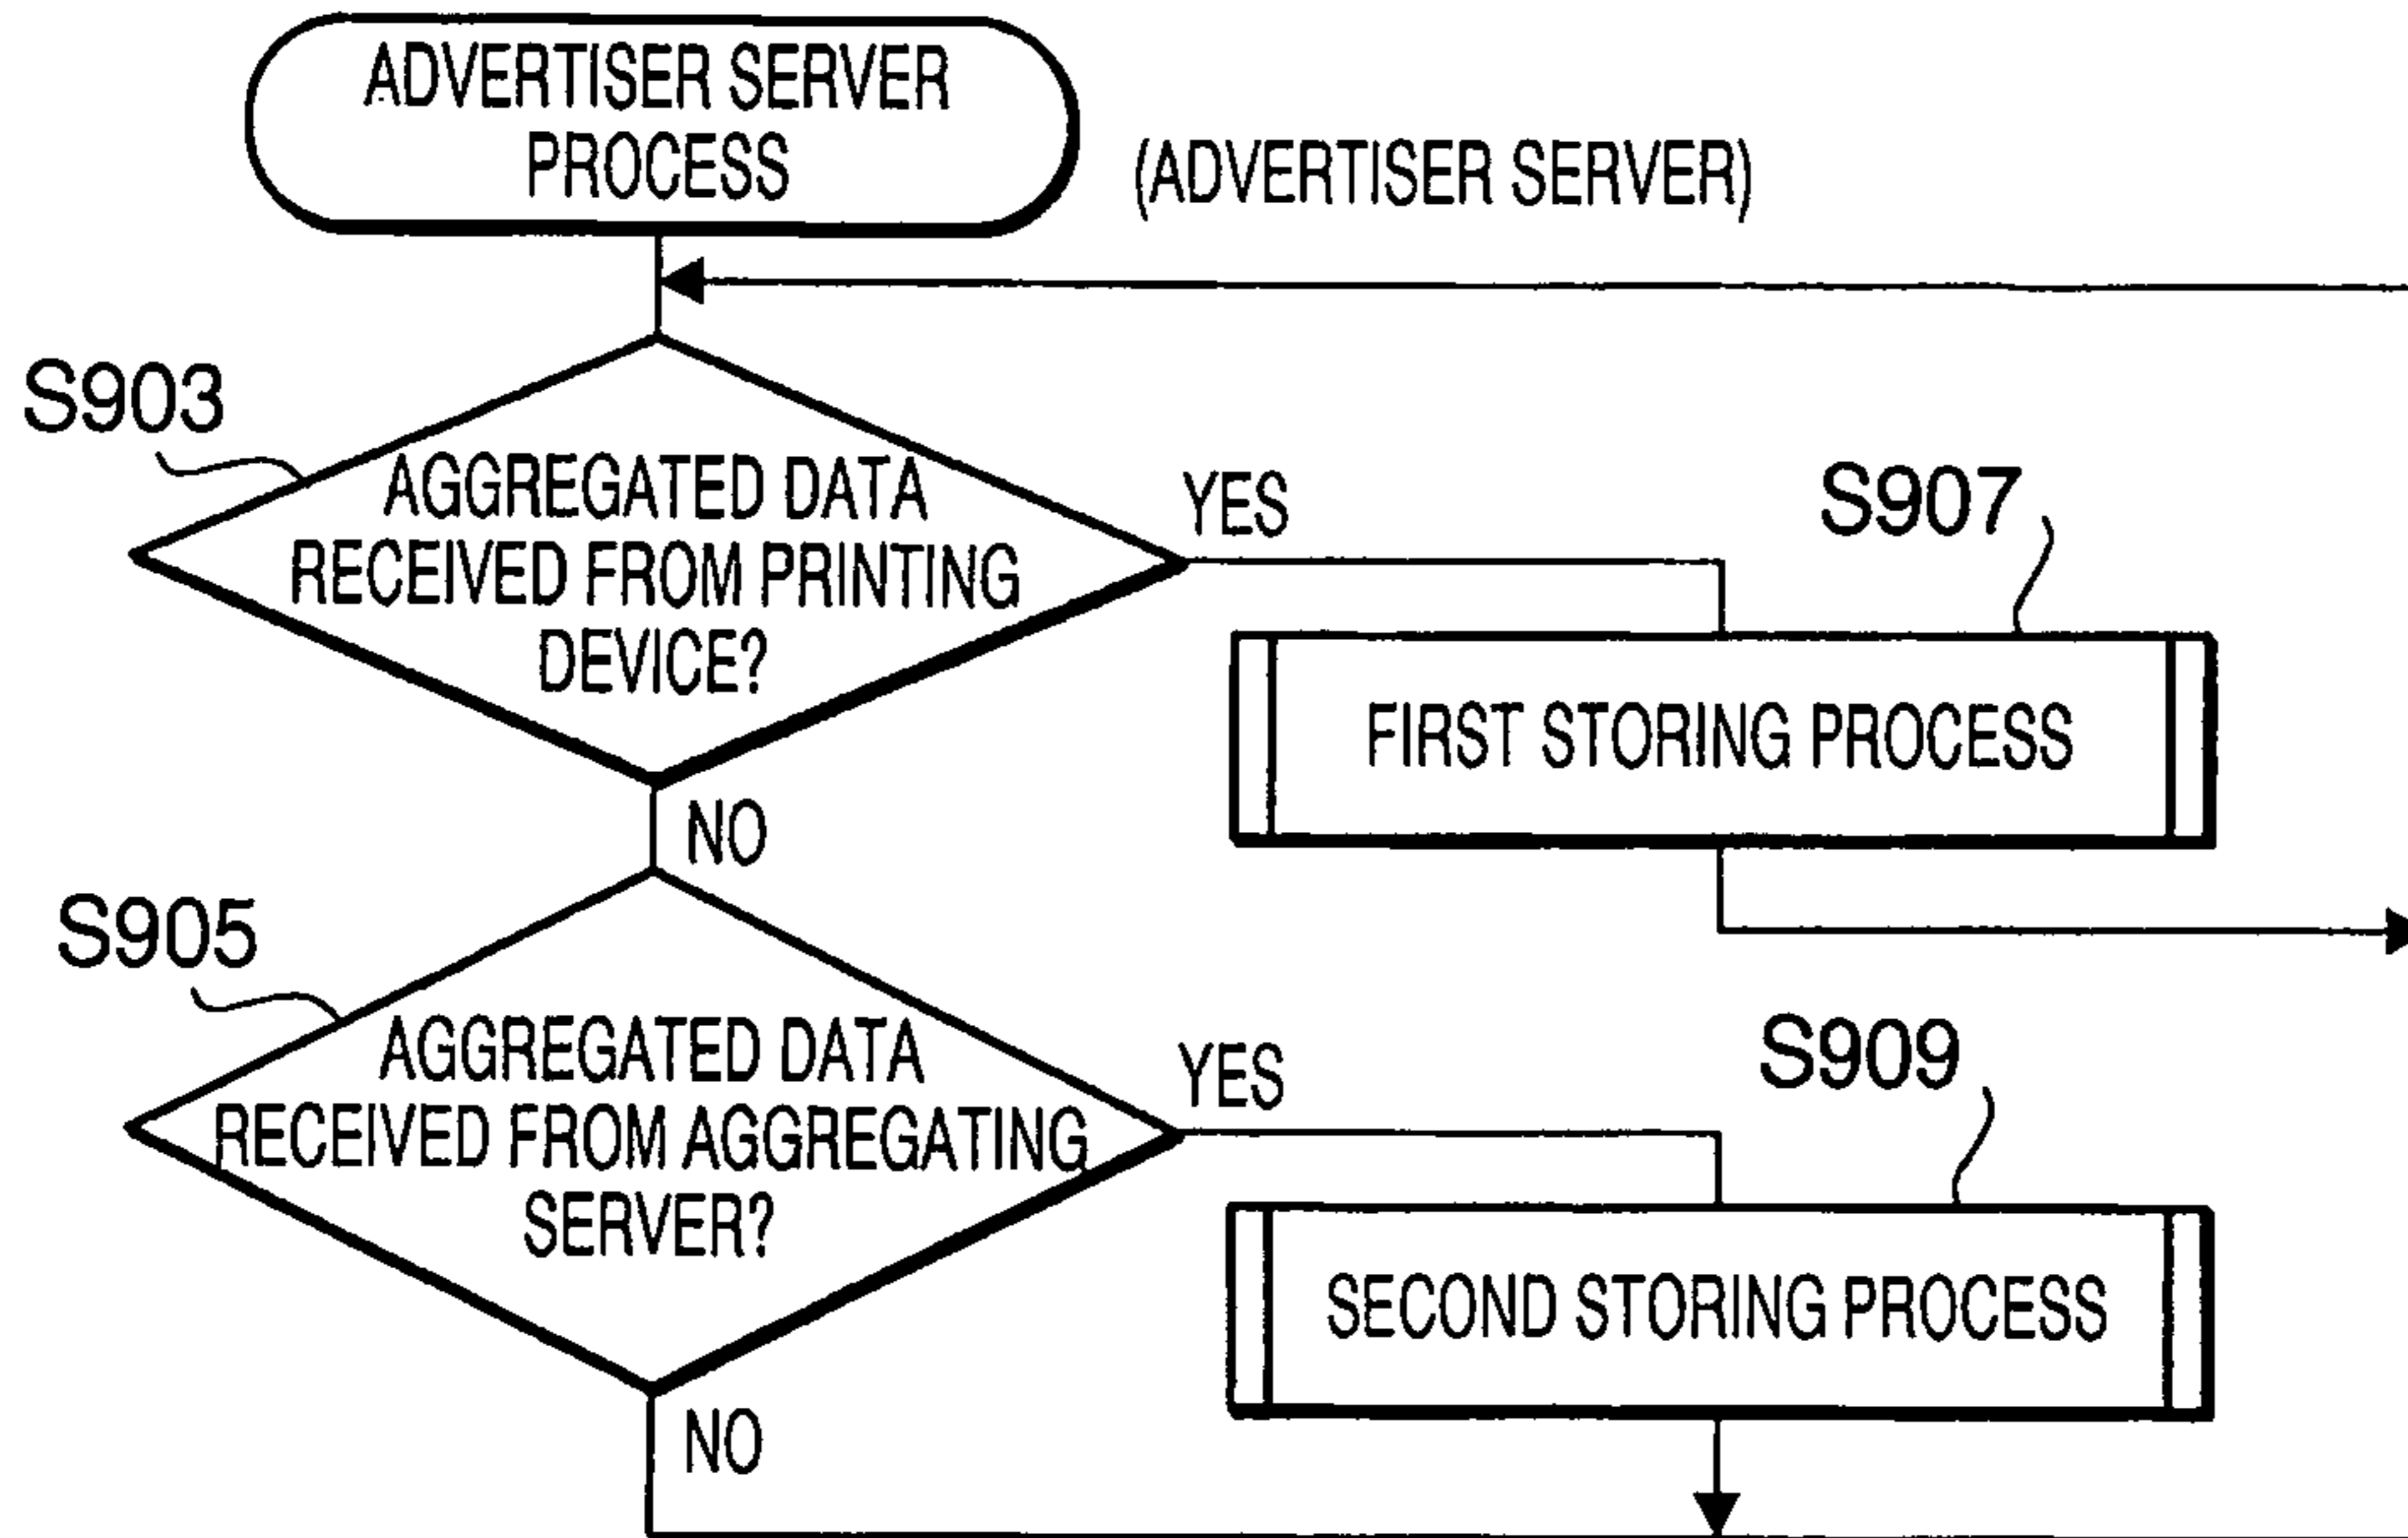 ADVERTISER SERVER
PROCESS
(ADVERTISER SERVER)
S903
AGGREGATED DATA
RECEIVED FROM PRINTING
DEVICE?
YES
S907
FIRST STORING PROCESS
NO
S905
AGGREGATED DATA
RECEIVED FROM AGGREGATING
SERVER?
YES
S909
SECOND STORING PROCESS
NO